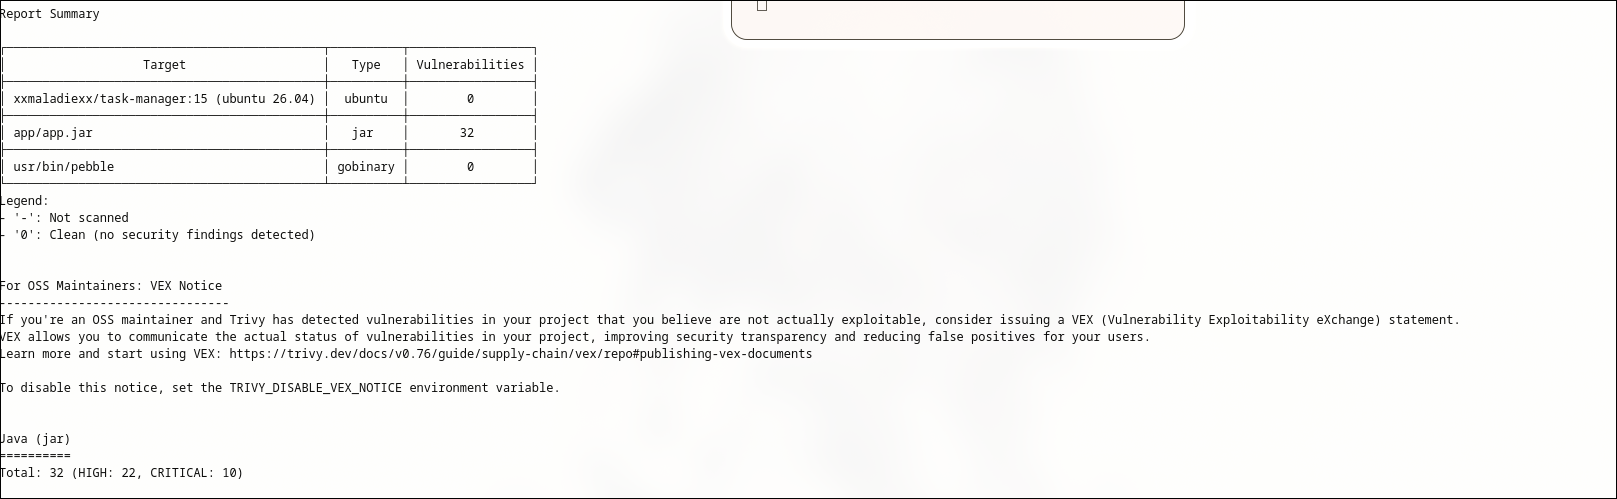 Report Summary
Target │ Type │ Vulnerabilities
xxmaladiexx/task-manager:15 (ubuntu 26.04) │ ubuntu │ 0
app/app.jar │ jar │ 32
usr/bin/pebble │ gobinary │ 0
Legend:
- '-': Not scanned
- '0': Clean (no security findings detected)
For OSS Maintainers: VEX Notice
--------------------------------
If you're an OSS maintainer and Trivy has detected vulnerabilities in your project that you believe are not actually exploitable, consider issuing a VEX (Vulnerability Exploitability eXchange) statement.
VEX allows you to communicate the actual status of vulnerabilities in your project, improving security transparency and reducing false positives for your users.
Learn more and start using VEX: https://trivy.dev/docs/v0.76/guide/supply-chain/vex/repo#publishing-vex-documents
To disable this notice, set the TRIVY_DISABLE_VEX_NOTICE environment variable.
Java (jar)
==========
Total: 32 (HIGH: 22, CRITICAL: 10)